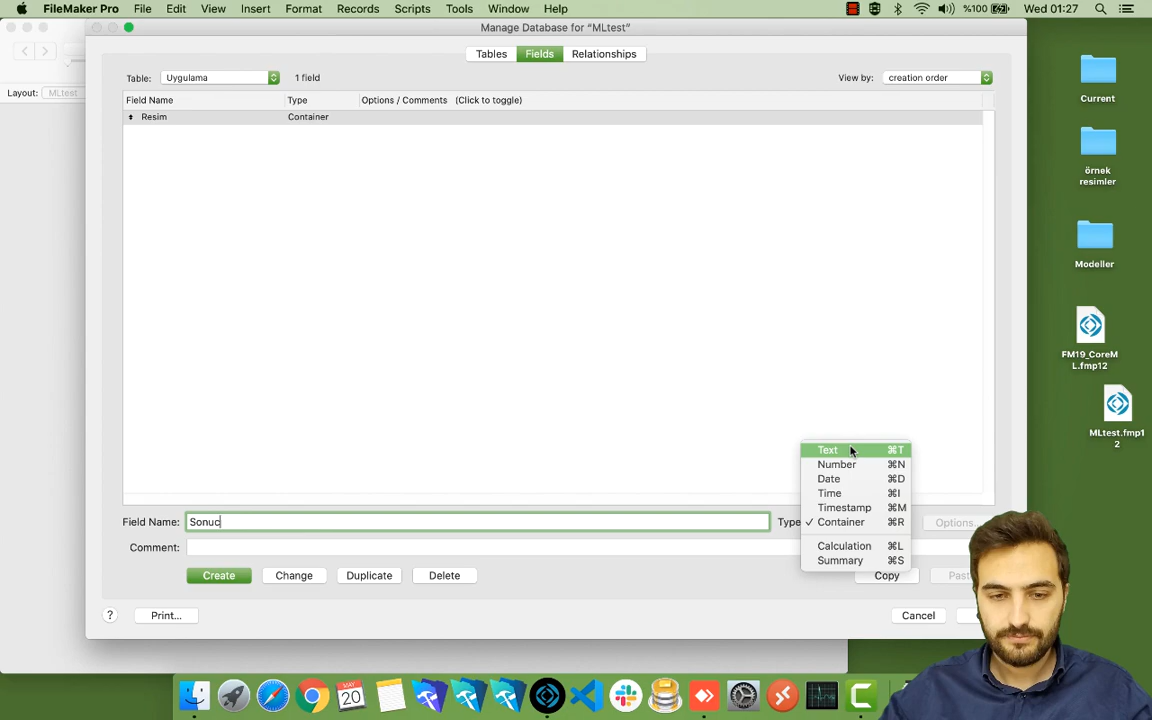 FileMaker Pro File Edit View Insert Format Records Scripts Tools Window Help %100 Wed 01:27
Manage Database for “MLtest”
Tables Fields Relationships
Table: Uygulama 1 field View by: creation order
Layout: MLtest
Field Name Type Options / Comments (Click to toggle)
Resim Container
Current
örnek
resimler
Modeller
FM19_CoreM
L.fmp12
MLtest.fmp1
2
Text ⌘T
Number ⌘N
Date ⌘D
Time ⌘I
Timestamp ⌘M
Field Name: Sonuc Type ✓ Container ⌘R Options...
Comment:
Calculation ⌘L
Summary ⌘S
Create Change Duplicate Delete Copy
? Print... Cancel
MAY
20